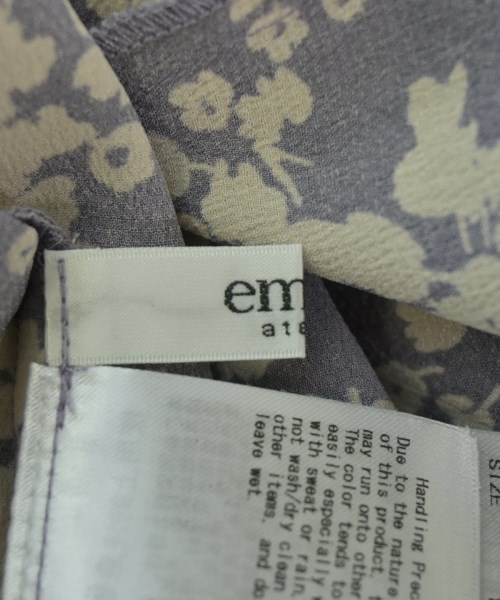 em
ate
Handling Prec
Due to the nature
of this product,
may run onto other
The color tends to
easily especially
with sweat or rain,
not wash/dry clean
other items, and do
leave wet.
SIZE